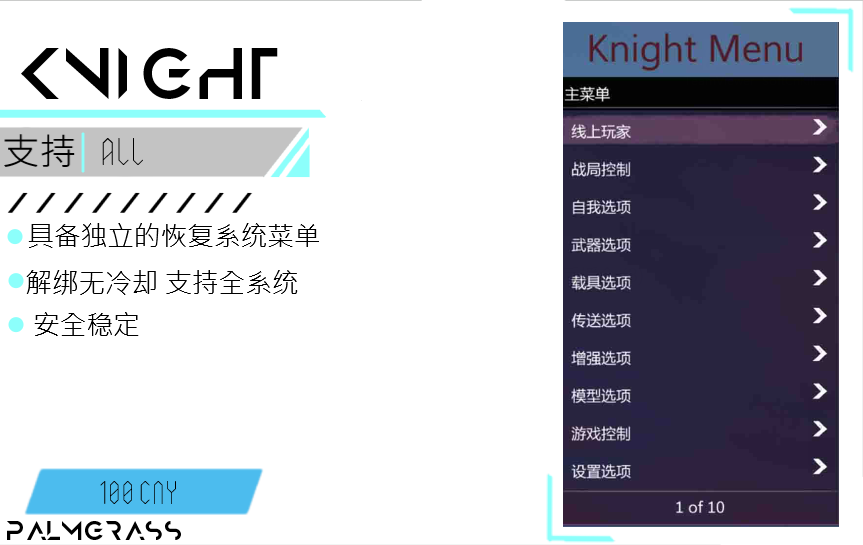 KNIGHT
支持 ALL
具备独立的恢复系统菜单
解绑无冷却 支持全系统
安全稳定
100 CNY
PALMGRASS
Knight Menu
主菜单
线上玩家
战局控制
自我选项
武器选项
载具选项
传送选项
增强选项
模型选项
游戏控制
设置选项
1 of 10